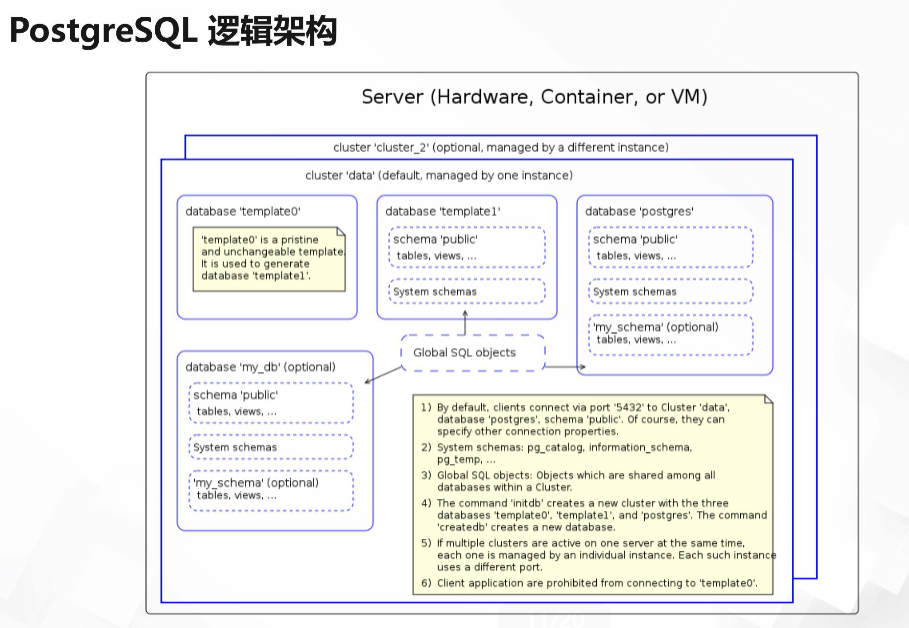 PostgreSQL 逻辑架构
Server (Hardware, Container, or VM)
cluster 'cluster_2' (optional, managed by a different instance)
cluster 'data' (default, managed by one instance)
database 'template0'
'template0' is a pristine
and unchangeable template.
It is used to generate
database 'template1'.
database 'template1'
schema 'public'
tables, views, ...
System schemas
database 'postgres'
schema 'public'
tables, views, ...
System schemas
'my_schema' (optional)
tables, views, ...
Global SQL objects
database 'my_db' (optional)
schema 'public'
tables, views, ...
System schemas
'my_schema' (optional)
tables, views, ...
1) By default, clients connect via port '5432' to Cluster 'data',
database 'postgres', schema 'public'. Of course, they can
specify other connection properties.
2) System schemas: pg_catalog, information_schema,
pg_temp, ...
3) Global SQL objects: Objects which are shared among all
databases within a Cluster.
4) The command 'initdb' creates a new cluster with the three
databases 'template0', 'template1', and 'postgres'. The command
'createdb' creates a new database.
5) If multiple clusters are active on one server at the same time,
each one is managed by an individual instance. Each such instance
uses a different port.
6) Client application are prohibited from connecting to 'template0'.
11/20